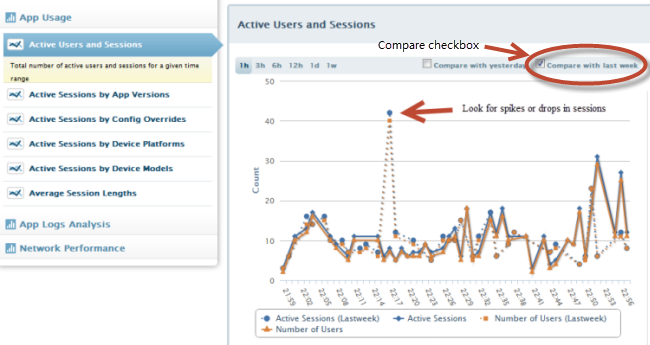 App Usage
Active Users and Sessions
Total number of active users and sessions for a given time
range
Active Sessions by App Versions
Active Sessions by Config Overrides
Active Sessions by Device Platforms
Active Sessions by Device Models
Average Session Lengths
App Logs Analysis
Network Performance
Active Users and Sessions
Compare checkbox
1h 3h 6h 12h 1d 1w
Compare with yesterday
Compare with last week
Look for spikes or drops in sessions
Count
50
40
30
20
10
0
21:59 22:02 22:05 22:08 22:11 22:14 22:17 22:20 22:23 22:26 22:29 22:32 22:35 22:38 22:41 22:44 22:47 22:50 22:53 22:56
Active Sessions (Lastweek) Active Sessions Number of Users (Lastweek)
Number of Users